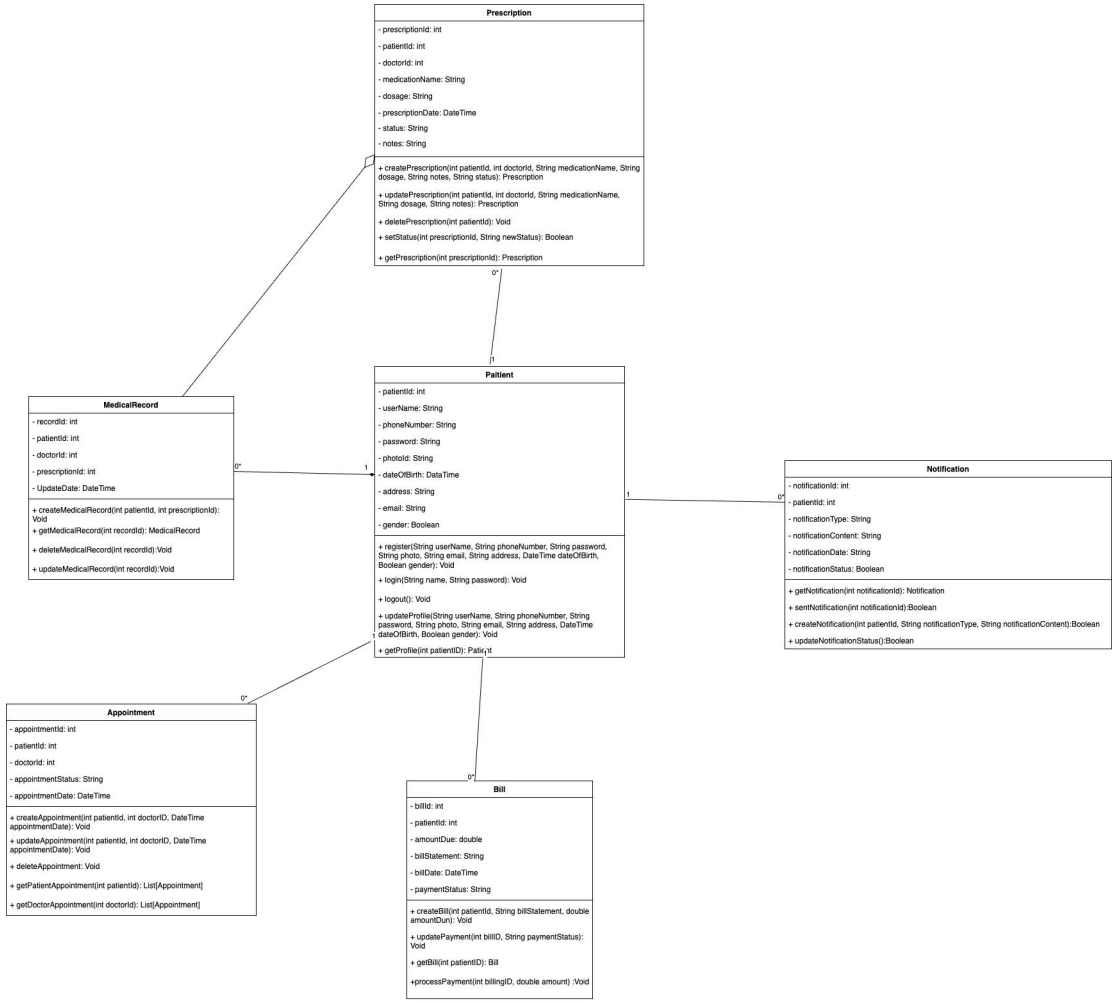 Prescription
- prescriptionId: int
- patientId: int
- doctorId: int
- medicationName: String
- dosage: String
- prescriptionDate: DateTime
- status: String
- notes: String
+ createPrescription(int patientId, int doctorId, String medicationName, String
dosage, String notes, String status): Prescription
+ updatePrescription(int patientId, int doctorId, String medicationName,
String dosage, String notes): Prescription
+ deletePrescription(int patientId): Void
+ setStatus(int prescriptionId, String newStatus): Boolean
+ getPrescription(int prescriptionId): Prescription
0*
1
Paitient
- patientId: int
- userName: String
- phoneNumber: String
- password: String
- photoId: String
- dateOfBirth: DataTime
- address: String
- email: String
- gender: Boolean
+ register(String userName, String phoneNumber, String password,
String photo, String email, String address, DateTime dateOfBirth,
Boolean gender): Void
+ login(String name, String password): Void
+ logout(): Void
+ updateProfile(String userName, String phoneNumber, String
password, String photo, String email, String address, DateTime
dateOfBirth, Boolean gender): Void
+ getProfile(int patientID): Patient
MedicalRecord
- recordId: int
- patientId: int
- doctorId: int
- prescriptionId: int
- UpdateDate: DateTime
+ createMedicalRecord(int patientId, int prescriptionId):
Void
+ getMedicalRecord(int recordId): MedicalRecord
+ deleteMedicalRecord(int recordId):Void
+ updateMedicalRecord(int recordId):Void
0*
1
1
0*
Notification
- notificationId: int
- patientId: int
- notificationType: String
- notificationContent: String
- notificationDate: String
- notificationStatus: Boolean
+ getNotification(int notificationId): Notification
+ sentNotification(int notificationId):Boolean
+ createNotification(int patientId, String notificationType, String notificationContent):Boolean
+ updateNotificationStatus():Boolean
1
0*
Appointment
- appointmentId: int
- patientId: int
- doctorId: int
- appointmentStatus: String
- appointmentDate: DateTime
+ createAppointment(int patientId, int doctorID, DateTime
appointmentDate): Void
+ updateAppointment(int patientId, int doctorID, DateTime
appointmentDate): Void
+ deleteAppointment: Void
+ getPatientAppointment(int patientId): List[Appointment]
+ getDoctorAppointment(int doctorId): List[Appointment]
1
0*
Bill
- billId: int
- patientId: int
- amountDue: double
- billStatement: String
- billDate: DateTime
- paymentStatus: String
+ createBill(int patientId, String billStatement, double
amountDun): Void
+ updatePayment(int billID, String paymentStatus):
Void
+ getBill(int patientID): Bill
+processPayment(int billingID, double amount) :Void